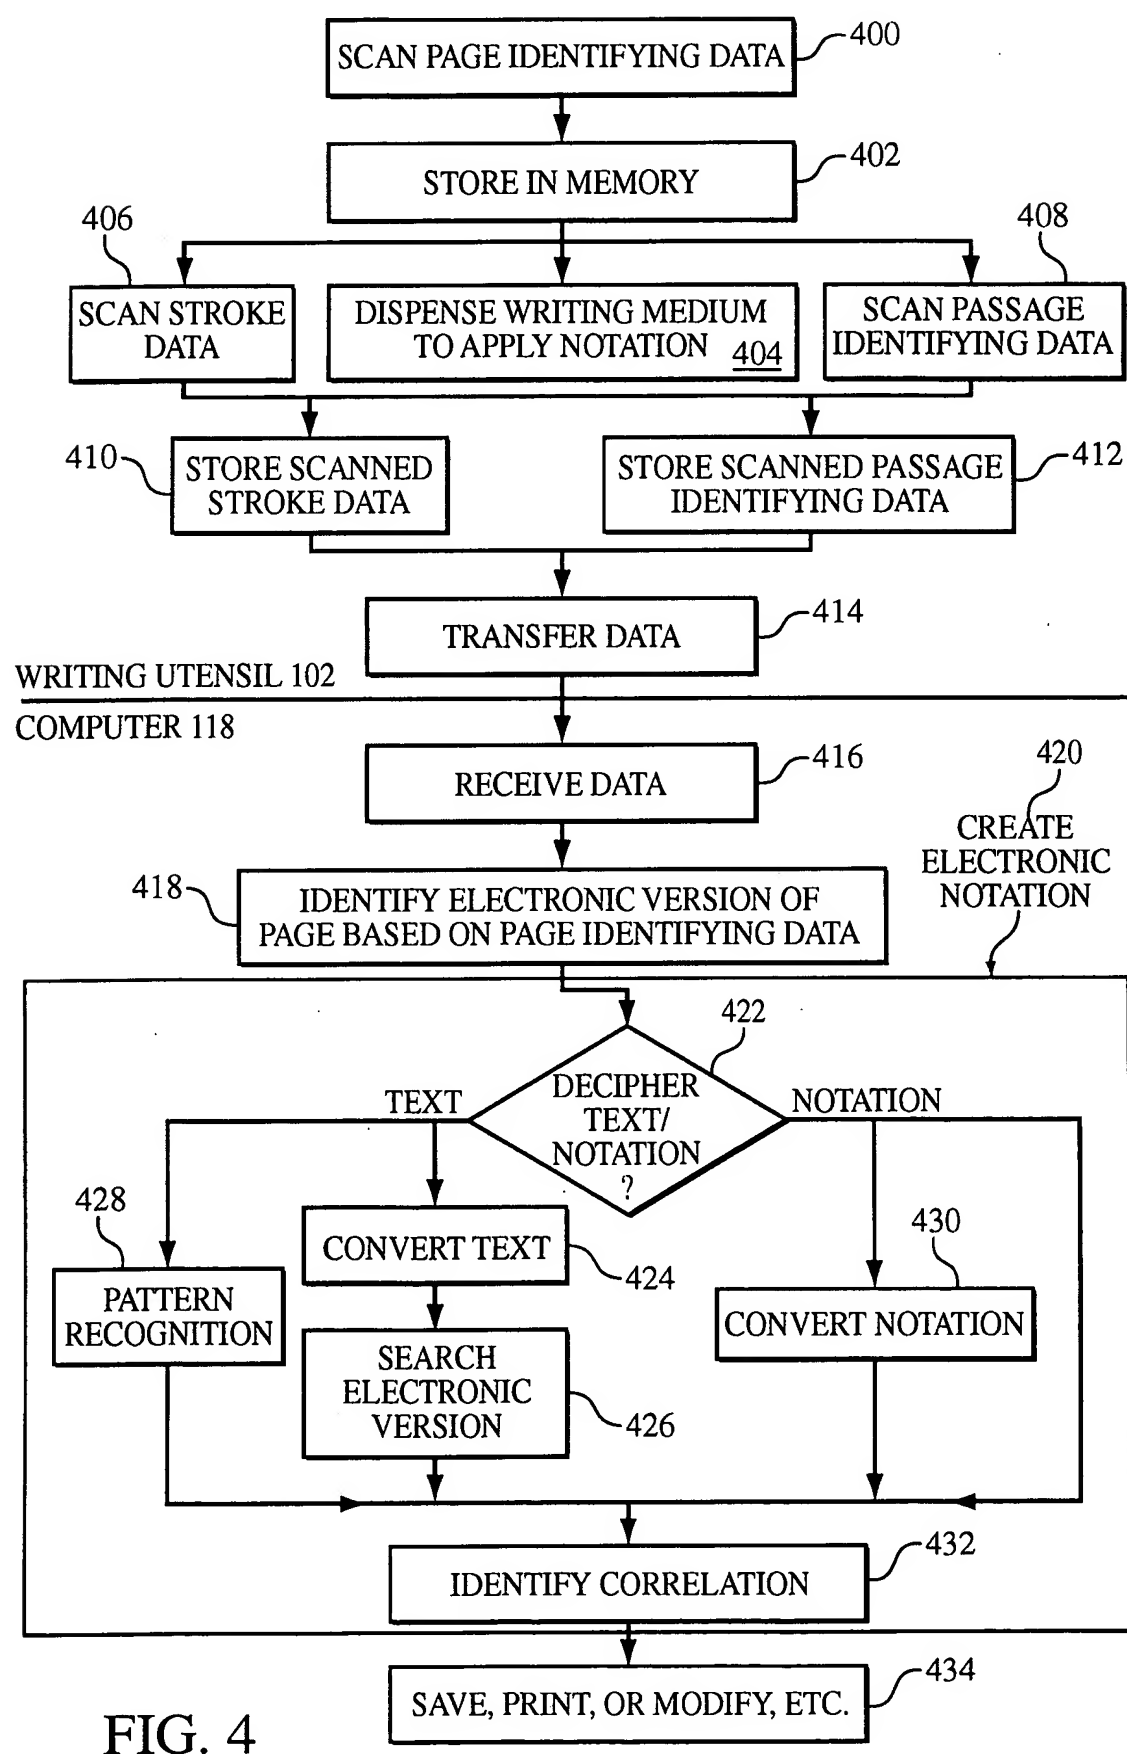 SCAN PAGE IDENTIFYING DATA
400
STORE IN MEMORY
402
406
408
SCAN STROKE
DATA
DISPENSE WRITING MEDIUM
TO APPLY NOTATION
404
SCAN PASSAGE
IDENTIFYING DATA
410
STORE SCANNED
STROKE DATA
STORE SCANNED PASSAGE
IDENTIFYING DATA
412
TRANSFER DATA
414
WRITING UTENSIL 102
COMPUTER 118
RECEIVE DATA
416
420
CREATE
ELECTRONIC
NOTATION
418
IDENTIFY ELECTRONIC VERSION OF
PAGE BASED ON PAGE IDENTIFYING DATA
422
DECIPHER
TEXT/
NOTATION
?
TEXT
NOTATION
428
PATTERN
RECOGNITION
CONVERT TEXT
424
SEARCH
ELECTRONIC
VERSION
426
430
CONVERT NOTATION
432
IDENTIFY CORRELATION
434
SAVE, PRINT, OR MODIFY, ETC.
FIG. 4